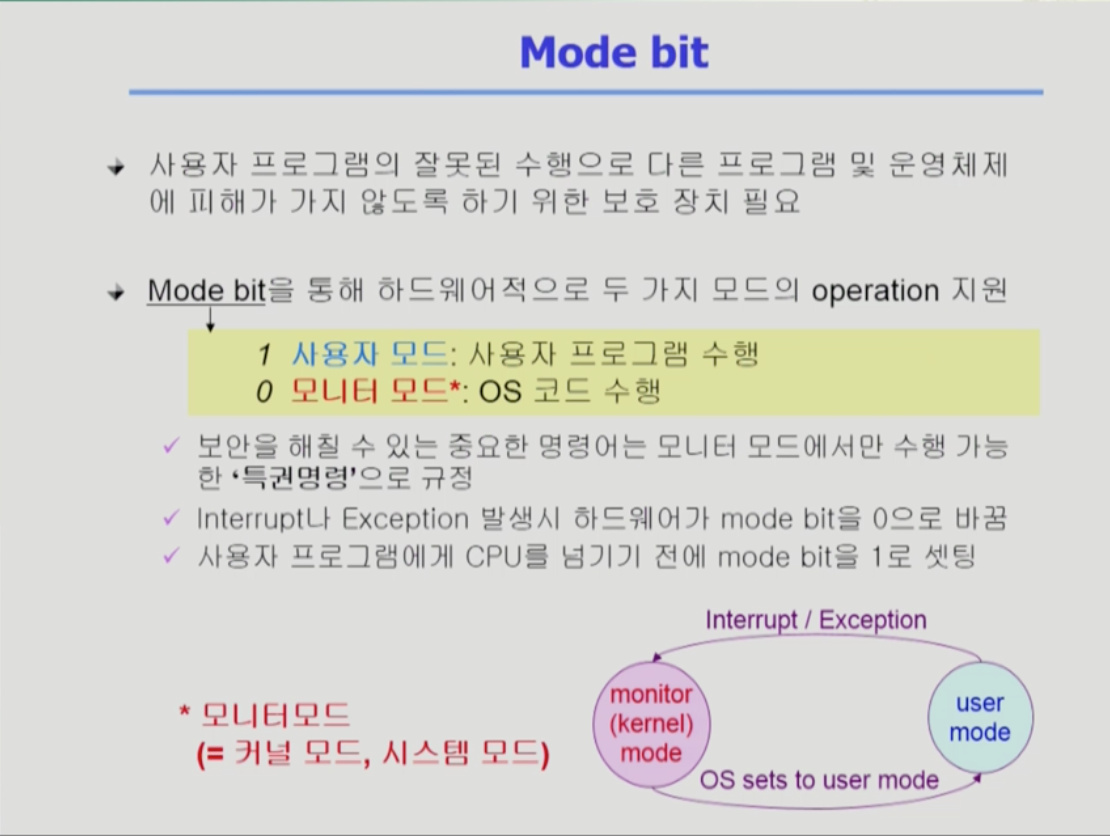 Mode bit
사용자 프로그램의 잘못된 수행으로 다른 프로그램 및 운영체제
에 피해가 가지 않도록 하기 위한 보호 장치 필요
Mode bit을 통해 하드웨어적으로 두 가지 모드의 operation 지원
1 사용자 모드: 사용자 프로그램 수행
0 모니터 모드*: OS 코드 수행
✓ 보안을 해칠 수 있는 중요한 명령어는 모니터 모드에서만 수행 가능
한 ‘특권명령’으로 규정
✓ Interrupt나 Exception 발생시 하드웨어가 mode bit을 0으로 바꿈
✓ 사용자 프로그램에게 CPU를 넘기기 전에 mode bit을 1로 셋팅
Interrupt / Exception
monitor
(kernel)
mode
user
mode
OS sets to user mode
* 모니터모드
(= 커널 모드, 시스템 모드)